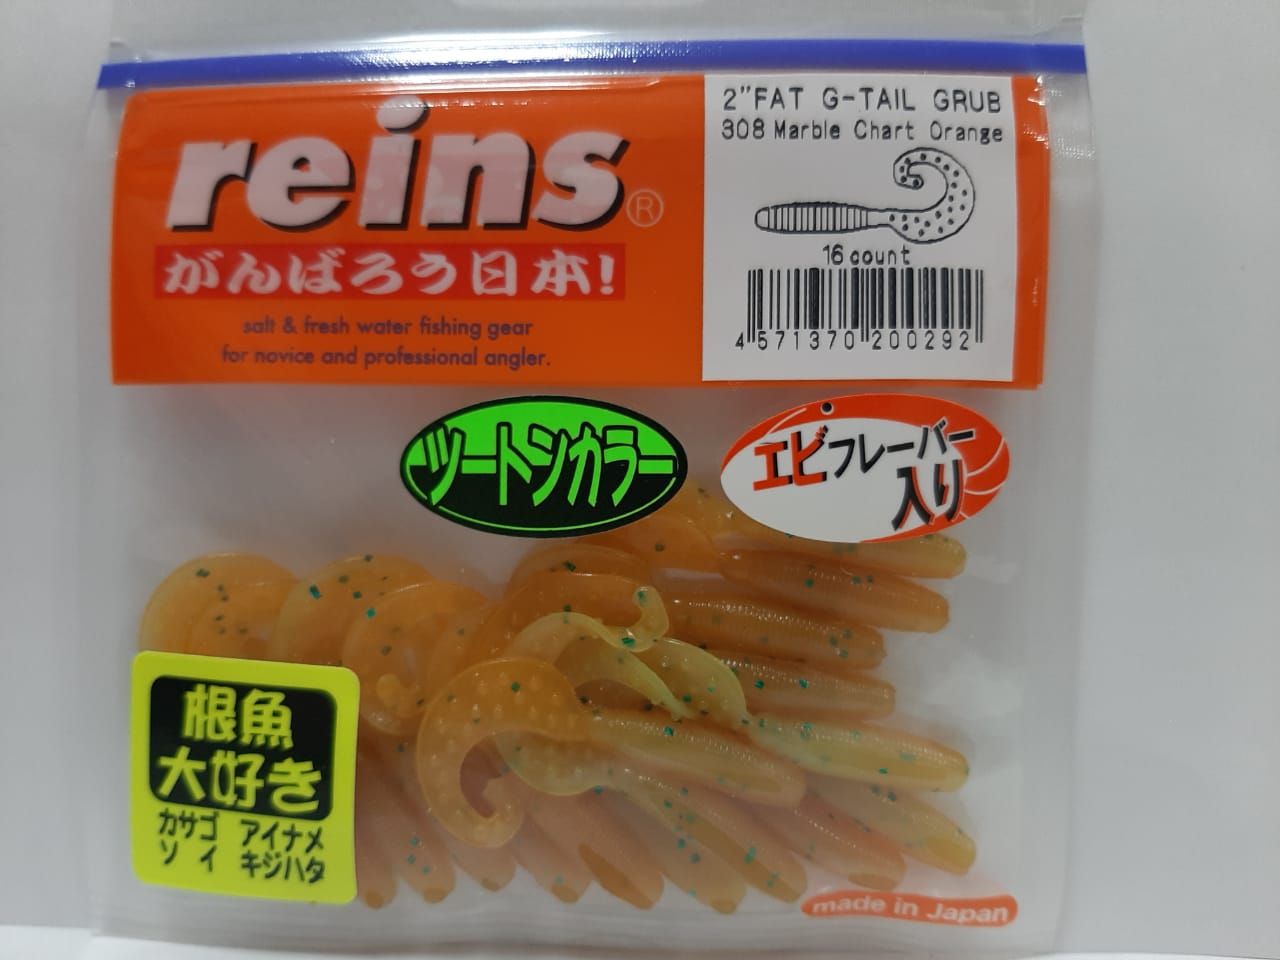 reins®
がんばろう日本!
salt & fresh water fishing gear
for novice and professional angler.
2"FAT G-TAIL GRUB
308 Marble Chart Orange
16 count
4 571370 200292
ツートンカラー
エビフレーバー
入り
根魚
大好き
カサゴ アイナメ
ソイ キジハタ
made in Japan